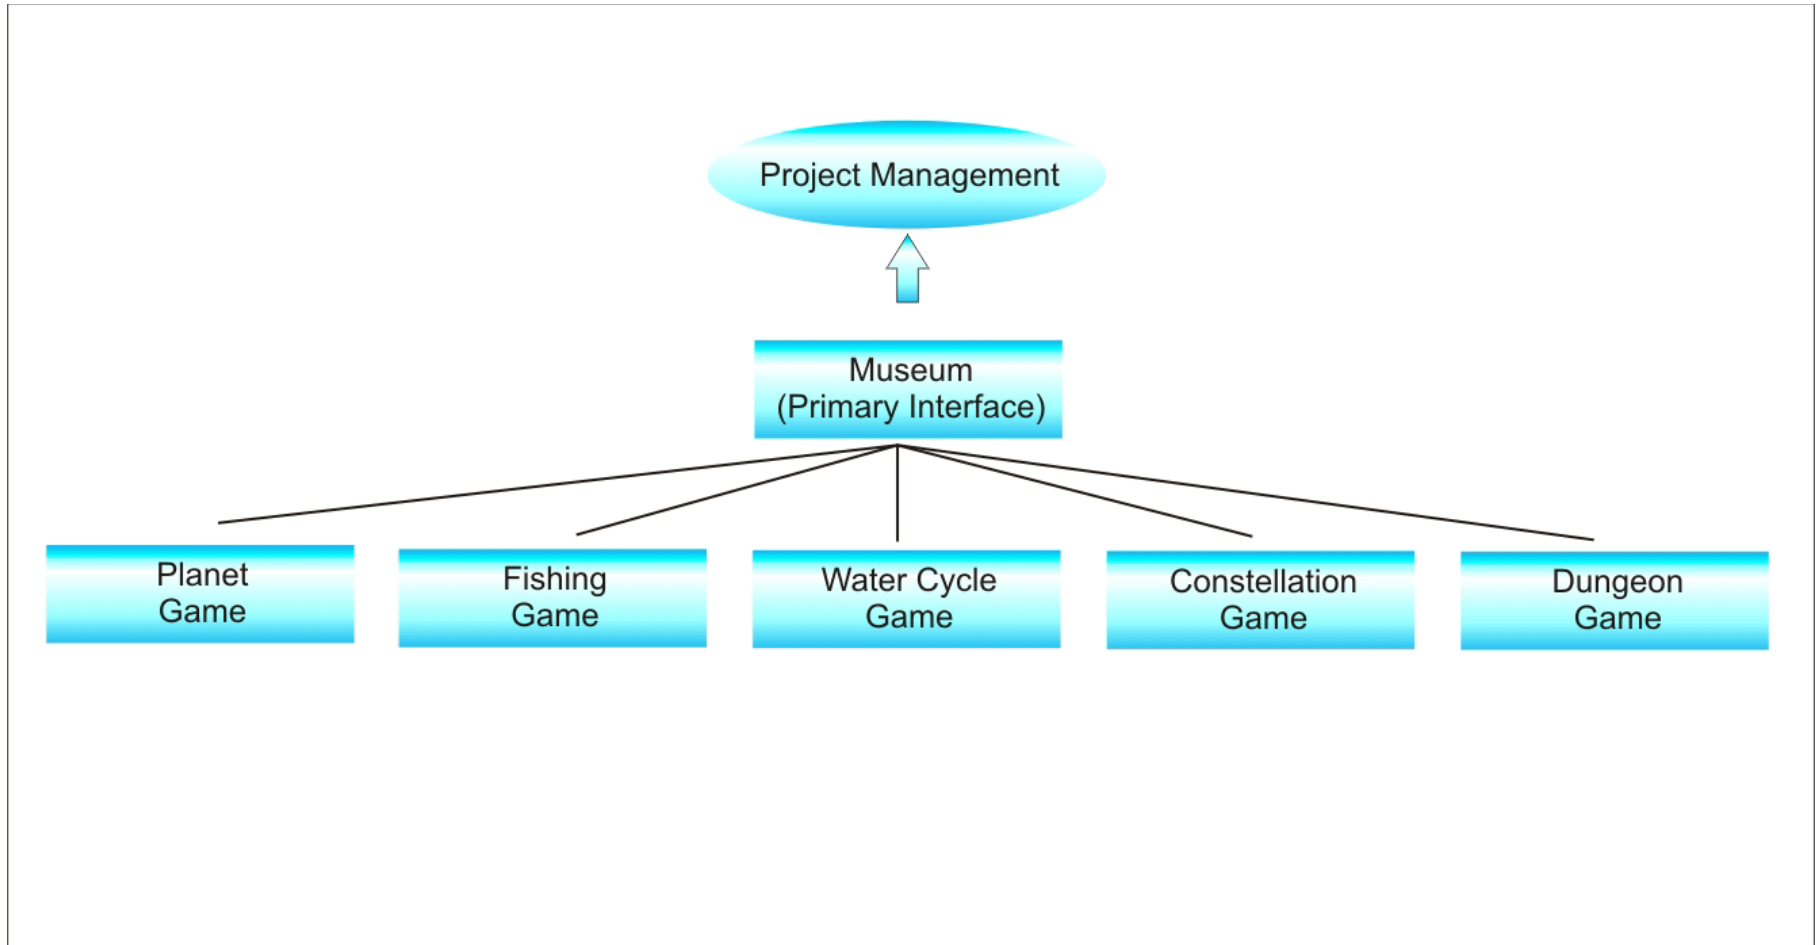 Project Management
Museum
(Primary Interface)
Planet
Game
Fishing
Game
Water Cycle
Game
Constellation
Game
Dungeon
Game